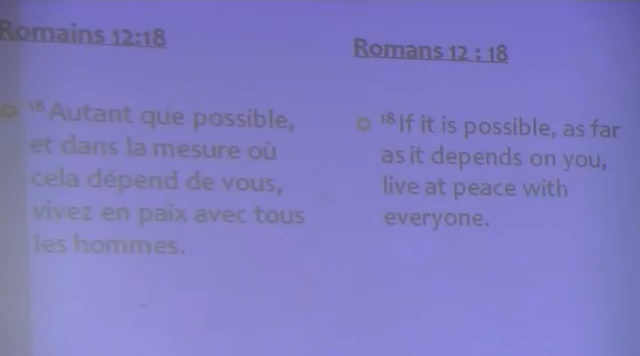 Romains 12:18
18 Autant que possible,
et dans la mesure où
cela dépend de vous,
vivez en paix avec tous
les hommes.
Romans 12 : 18
18 If it is possible, as far
as it depends on you,
live at peace with
everyone.